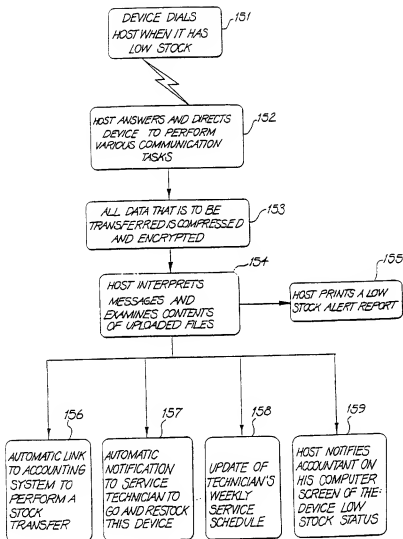 DEVICE DIALS
HOST WHEN IT HAS
LOW STOCK
151
HOST ANSWERS AND DIRECTS
DEVICE TO PERFORM
VARIOUS COMMUNICATION
TASKS
152
ALL DATA THAT IS TO BE
TRANSFERRED IS COMPRESSED
AND ENCRYPTED
153
154
HOST INTERPRETS
MESSAGES AND
EXAMINES CONTENTS
OF UPLOADED FILES
155
HOST PRINTS A LOW
STOCK ALERT REPORT
156
AUTOMATIC LINK
TO ACCOUNTING
SYSTEM TO
PERFORM A
STOCK
TRANSFER
157
AUTOMATIC
NOTIFICATION
TO SERVICE
TECHNICIAN TO
GO AND RESTOCK
THIS DEVICE
158
UPDATE OF
TECHNICIAN'S
WEEKLY
SERVICE
SCHEDULE
159
HOST NOTIFIES
ACCOUNTANT ON
HIS COMPUTER
SCREEN OF THE
DEVICE LOW
STOCK STATUS